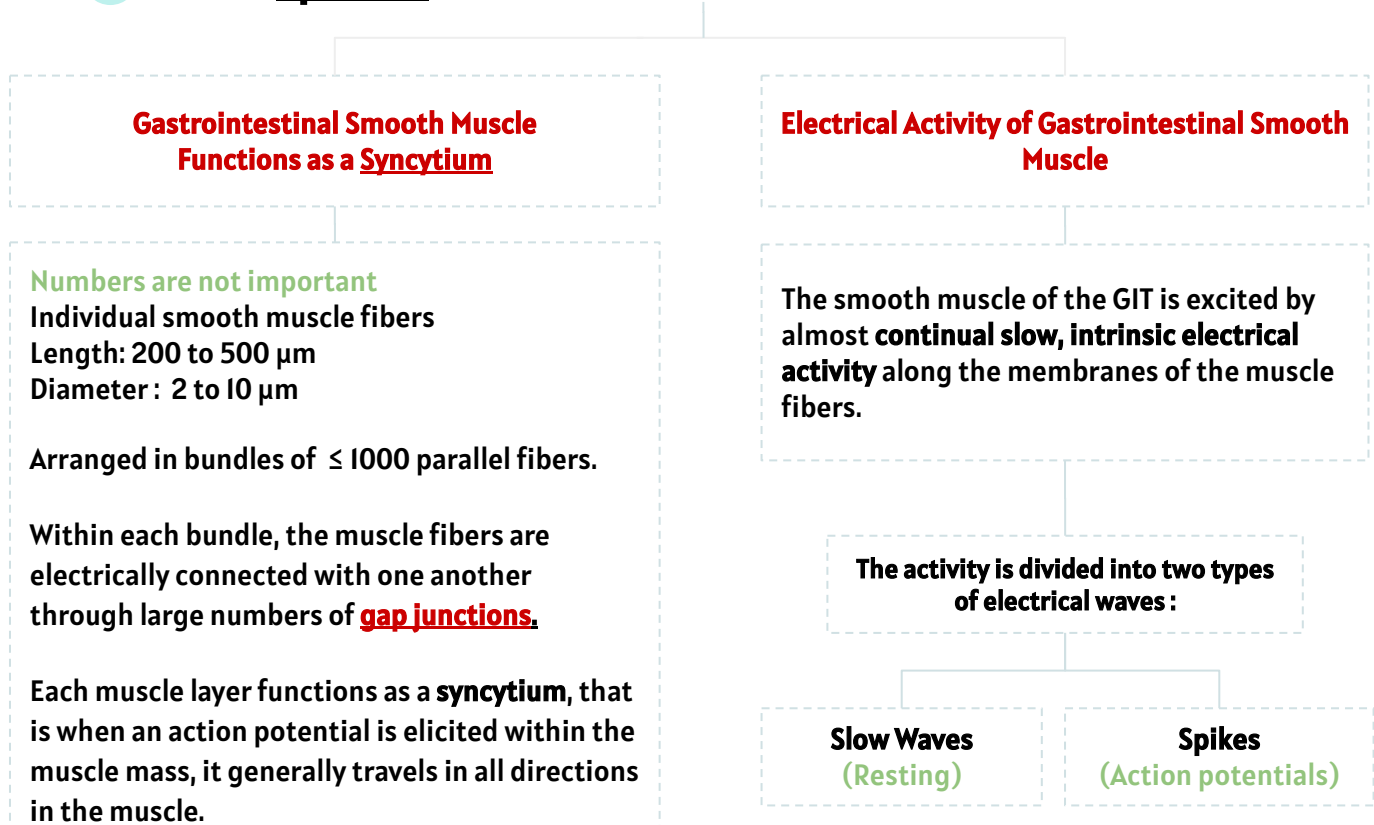 Gastrointestinal Smooth Muscle
Functions as a Syncytium
Numbers are not important
Individual smooth muscle fibers
Length: 200 to 500 μm
Diameter : 2 to 10 μm
Arranged in bundles of ≤ 1000 parallel fibers.
Within each bundle, the muscle fibers are
electrically connected with one another
through large numbers of gap junctions.
Each muscle layer functions as a syncytium, that
is when an action potential is elicited within the
muscle mass, it generally travels in all directions
in the muscle.
Electrical Activity of Gastrointestinal Smooth
Muscle
The smooth muscle of the GIT is excited by
almost continual slow, intrinsic electrical
activity along the membranes of the muscle
fibers.
The activity is divided into two types
of electrical waves :
Slow Waves
(Resting)
Spikes
(Action potentials)